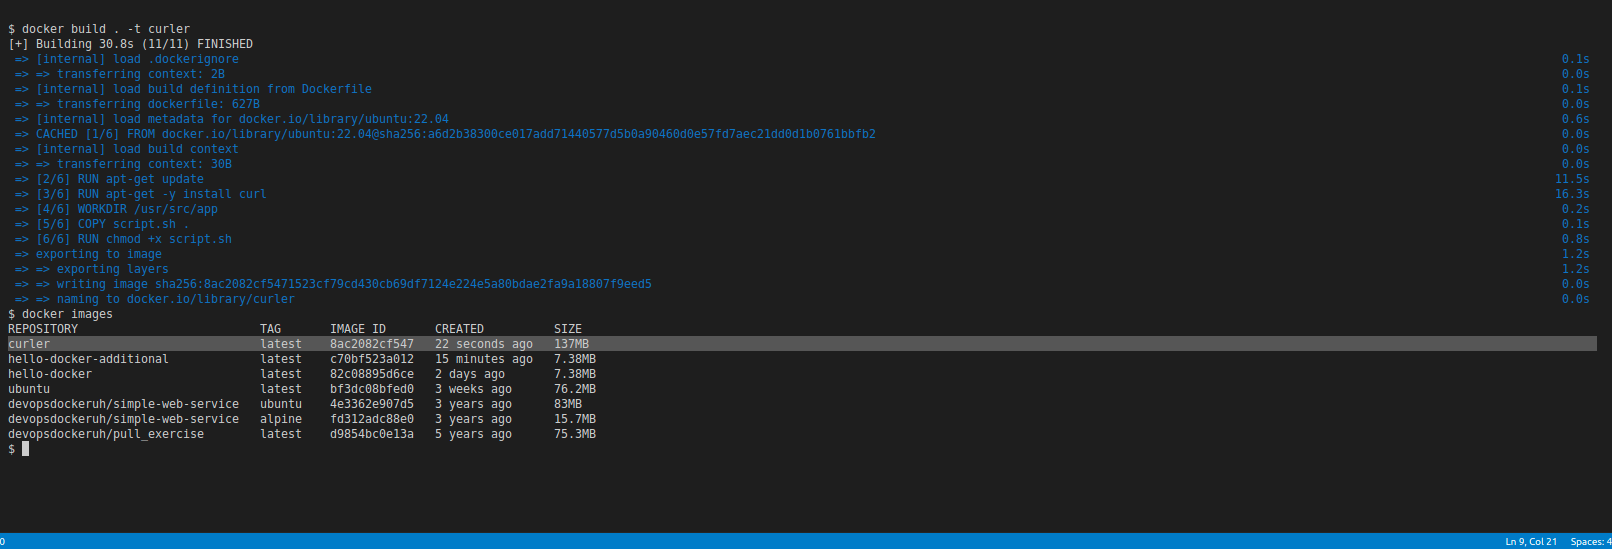 $ docker build . -t curler
[+] Building 30.8s (11/11) FINISHED
=> [internal] load .dockerignore 0.1s
=> => transferring context: 2B 0.0s
=> [internal] load build definition from Dockerfile 0.1s
=> => transferring dockerfile: 627B 0.0s
=> [internal] load metadata for docker.io/library/ubuntu:22.04 0.6s
=> CACHED [1/6] FROM docker.io/library/ubuntu:22.04@sha256:a6d2b38300ce017add71440577d5b0a90460d0e57fd7aec21dd0d1b0761bbfb2 0.0s
=> [internal] load build context 0.0s
=> => transferring context: 30B 0.0s
=> [2/6] RUN apt-get update 11.5s
=> [3/6] RUN apt-get -y install curl 16.3s
=> [4/6] WORKDIR /usr/src/app 0.2s
=> [5/6] COPY script.sh . 0.1s
=> [6/6] RUN chmod +x script.sh 0.8s
=> exporting to image 1.2s
=> => exporting layers 1.2s
=> => writing image sha256:8ac2082cf5471523cf79cd430cb69df7124e224e5a80bdae2fa9a18807f9eed5 0.0s
=> => naming to docker.io/library/curler 0.0s
$ docker images
REPOSITORY TAG IMAGE ID CREATED SIZE
curler latest 8ac2082cf547 22 seconds ago 137MB
hello-docker-additional latest c70bf523a012 15 minutes ago 7.38MB
hello-docker latest 82c08895d6ce 2 days ago 7.38MB
ubuntu latest bf3dc08bfed0 3 weeks ago 76.2MB
devopsdockeruh/simple-web-service ubuntu 4e3362e907d5 3 years ago 83MB
devopsdockeruh/simple-web-service alpine fd312adc88e0 3 years ago 15.7MB
devopsdockeruh/pull_exercise latest d9854bc0e13a 5 years ago 75.3MB
$
0 Ln 9, Col 21 Spaces: 4